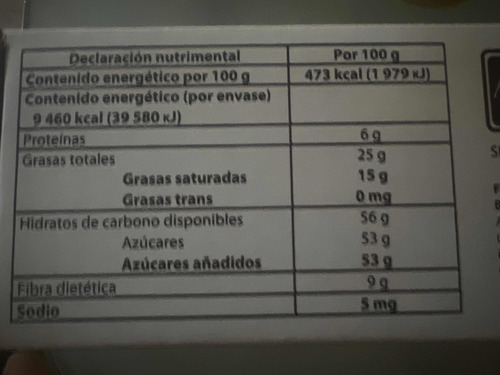 Declaración nutrimental Por 100 g
Contenido energético por 100 g 473 kcal (1 979 kJ)
Contenido energético (por envase)
9 460 kcal (39 580 kJ)
Proteínas 6 g
Grasas totales 25 g
Grasas saturadas 15 g
Grasas trans 0 mg
Hidratos de carbono disponibles 56 g
Azúcares 53 g
Azúcares añadidos 53 g
Fibra dietética 9 g
Sodio 5 mg